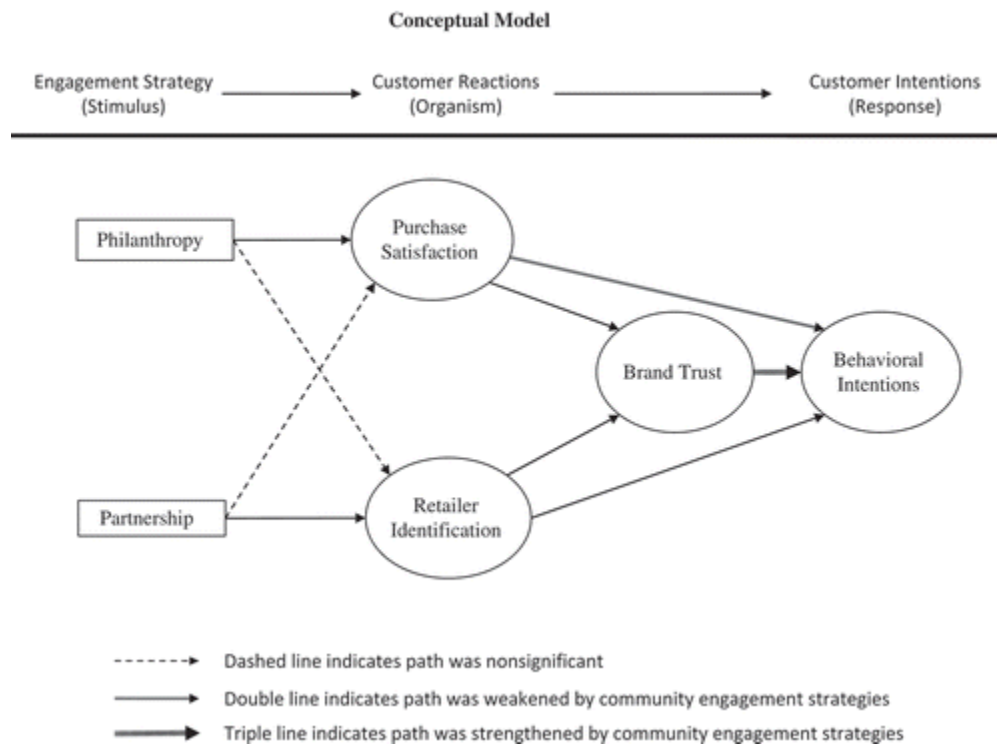 Conceptual Model
Engagement Strategy
(Stimulus)
Customer Reactions
(Organism)
Customer Intentions
(Response)
Philanthropy
Purchase
Satisfaction
Brand Trust
Behavioral
Intentions
Partnership
Retailer
Identification
Dashed line indicates path was nonsignificant
Double line indicates path was weakened by community engagement strategies
Triple line indicates path was strengthened by community engagement strategies